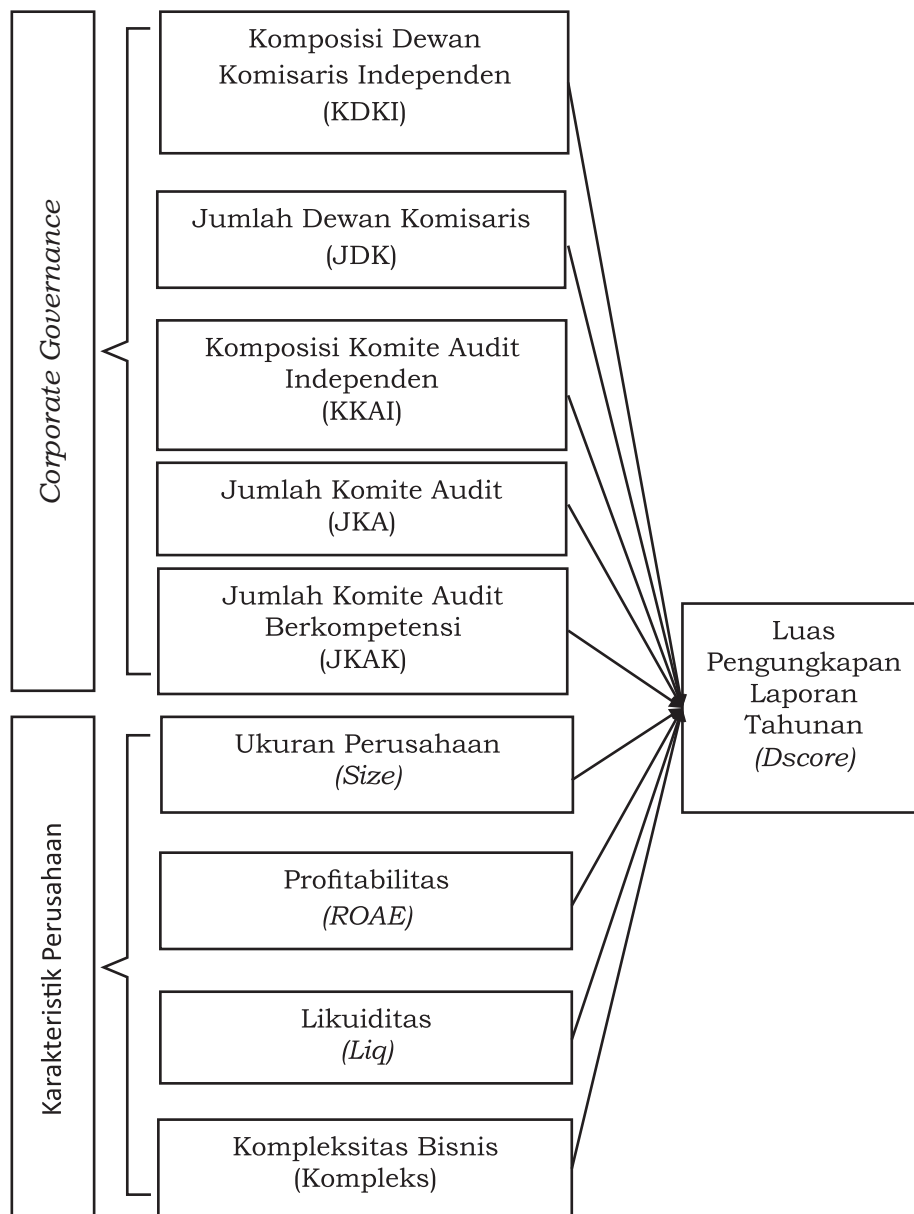 Corporate Governance
Komposisi Dewan
Komisaris Independen
(KDKI)
Jumlah Dewan Komisaris
(JDK)
Komposisi Komite Audit
Independen
(KKAI)
Jumlah Komite Audit
(JKA)
Jumlah Komite Audit
Berkompetensi
(JKAK)
Karakteristik Perusahaan
Ukuran Perusahaan
(Size)
Profitabilitas
(ROAE)
Likuiditas
(Liq)
Kompleksitas Bisnis
(Kompleks)
Luas
Pengungkapan
Laporan
Tahunan
(Dscore)